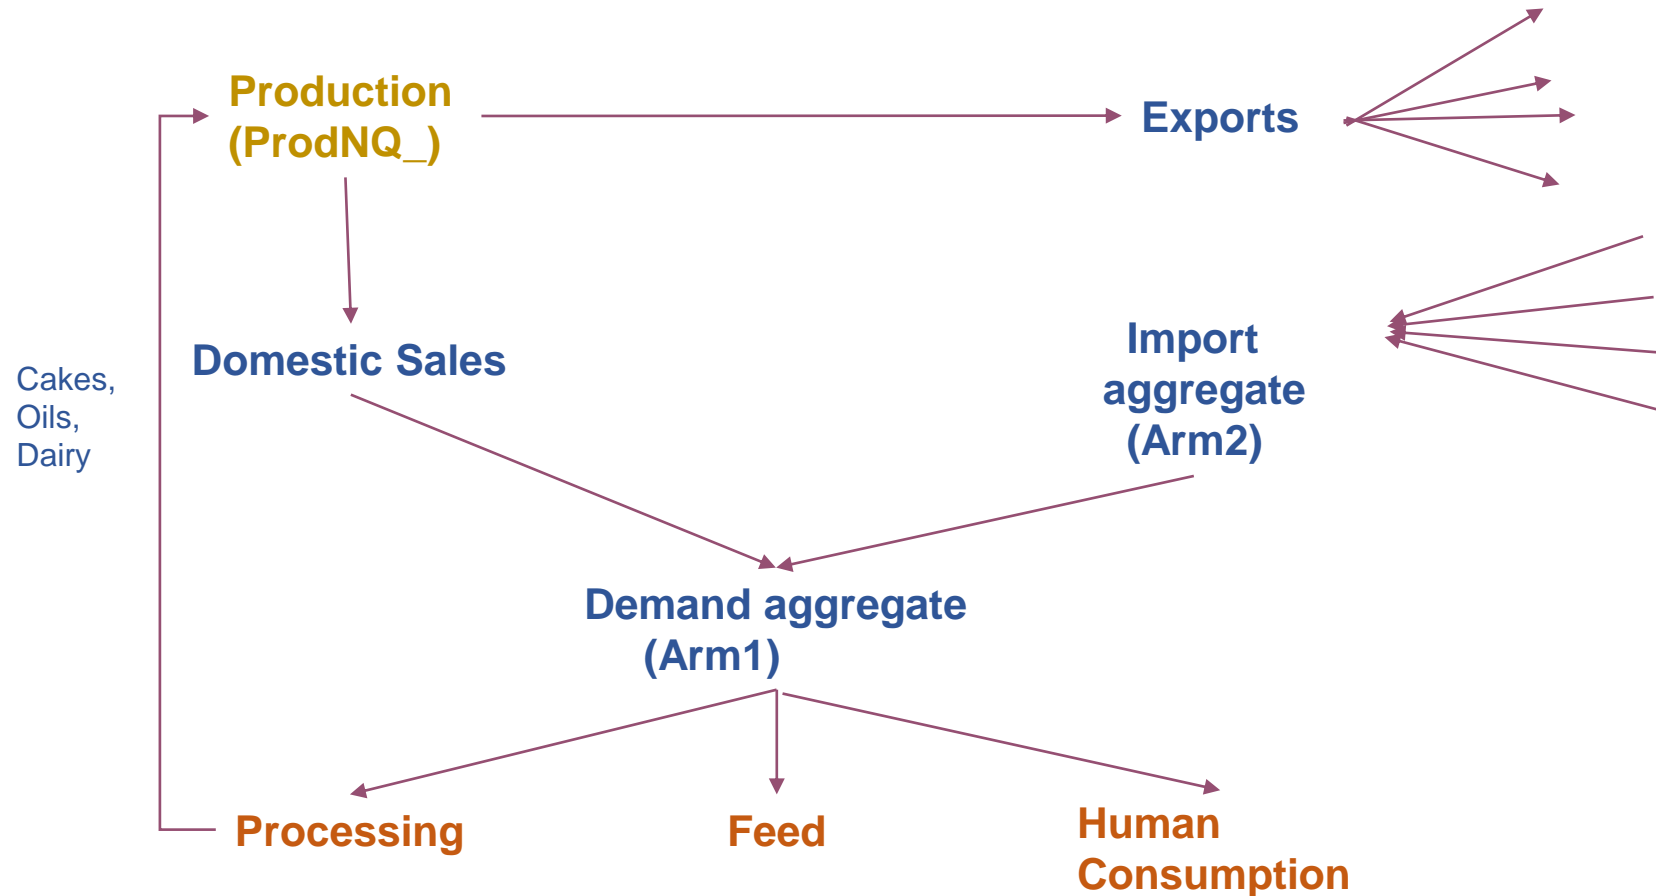 Production
(ProdNQ_)
Exports
Domestic Sales
Import
aggregate
(Arm2)
Cakes,
Oils,
Dairy
Demand aggregate
(Arm1)
Processing
Feed
Human
Consumption